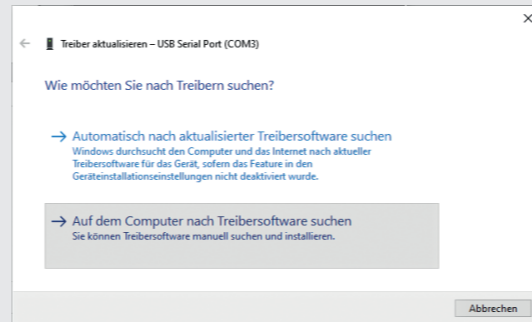 Treiber aktualisieren – USB Serial Port (COM3)
Wie möchten Sie nach Treibern suchen?
Automatisch nach aktualisierter Treibersoftware suchen
Windows durchsucht den Computer und das Internet nach aktueller
Treibersoftware für das Gerät, sofern das Feature in den
Geräteinstallationseinstellungen nicht deaktiviert wurde.
Auf dem Computer nach Treibersoftware suchen
Sie können Treibersoftware manuell suchen und installieren.
Abbrechen